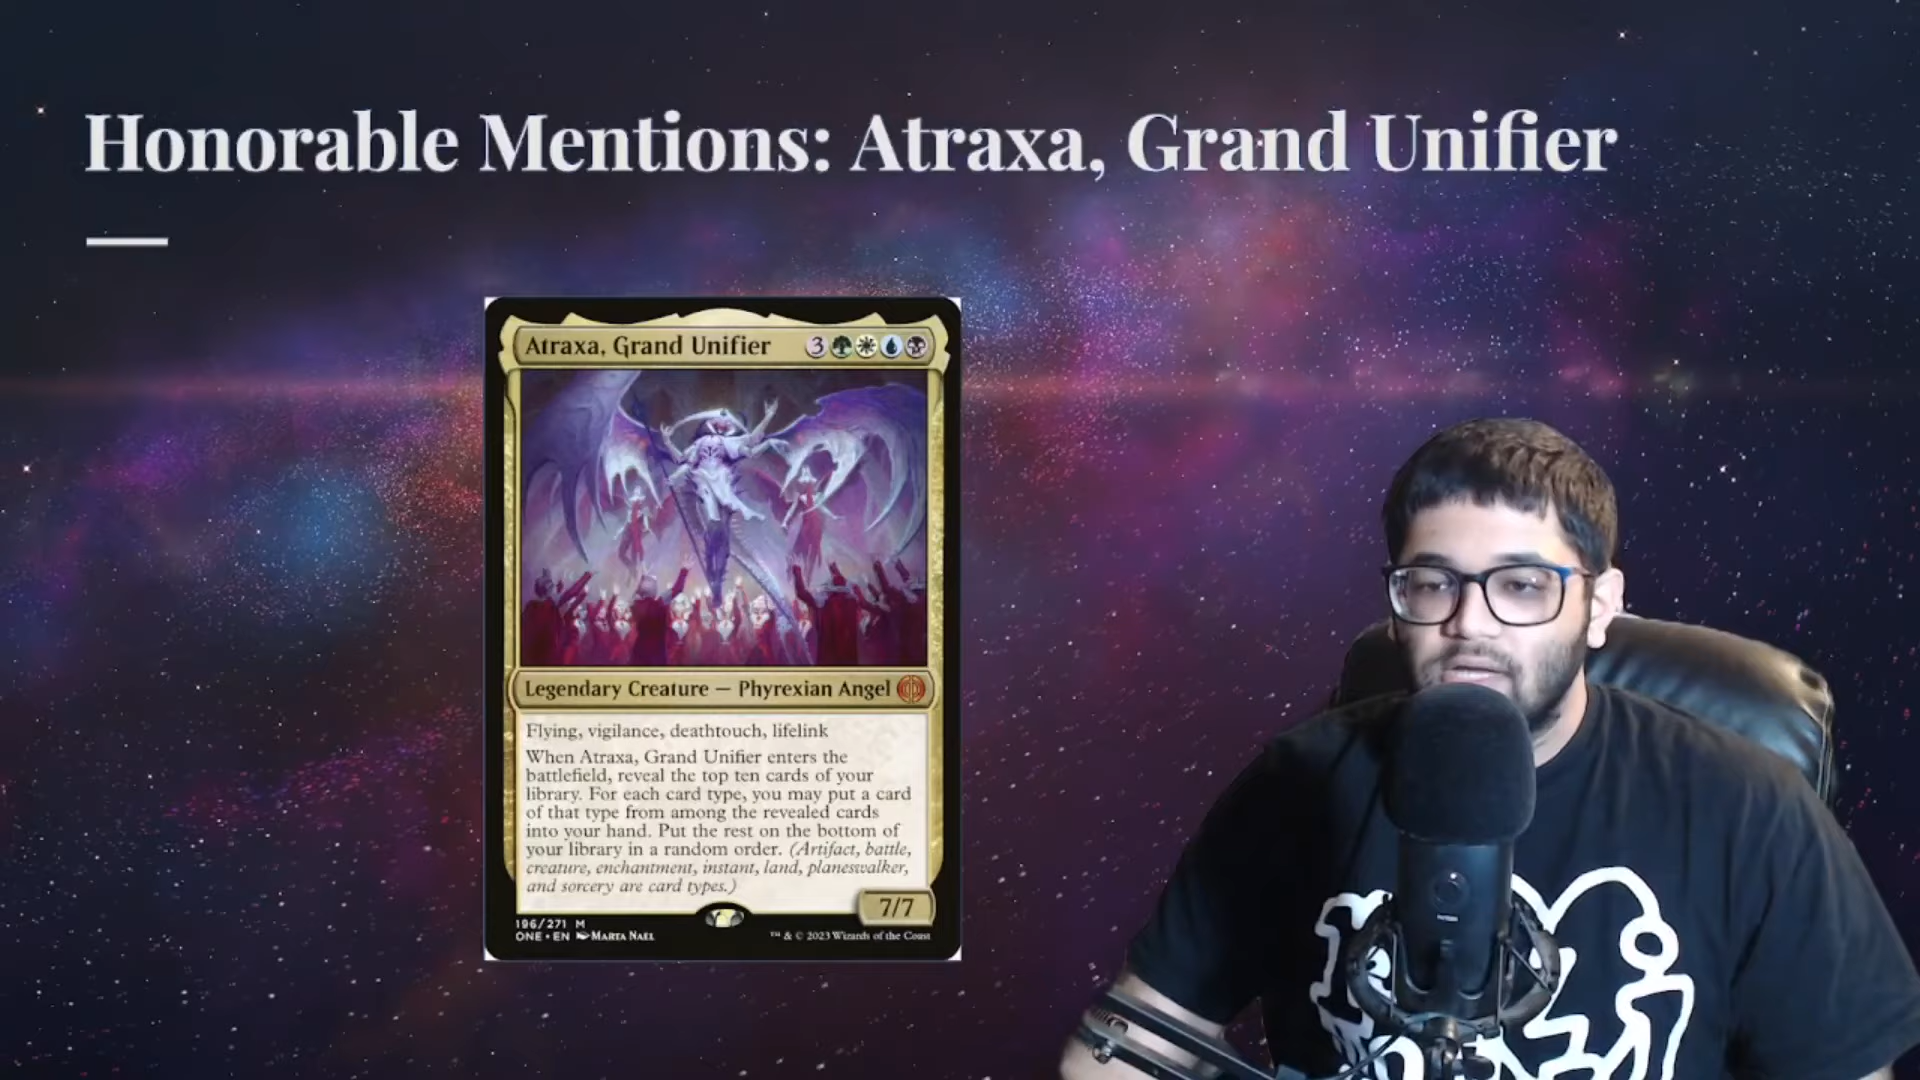 Honorable Mentions: Atraxa, Grand Unifier
Atraxa, Grand Unifier 3
Legendary Creature — Phyrexian Angel
Flying, vigilance, deathtouch, lifelink
When Atraxa, Grand Unifier enters the
battlefield, reveal the top ten cards of your
library. For each card type, you may put a card
of that type from among the revealed cards
into your hand. Put the rest on the bottom of
your library in a random order. (Artifact, battle,
creature, enchantment, instant, land, planeswalker,
and sorcery are card types.)
7/7
196/271 M
ONE • EN MARTA NAEL
™ & © 2023 Wizards of the Coast